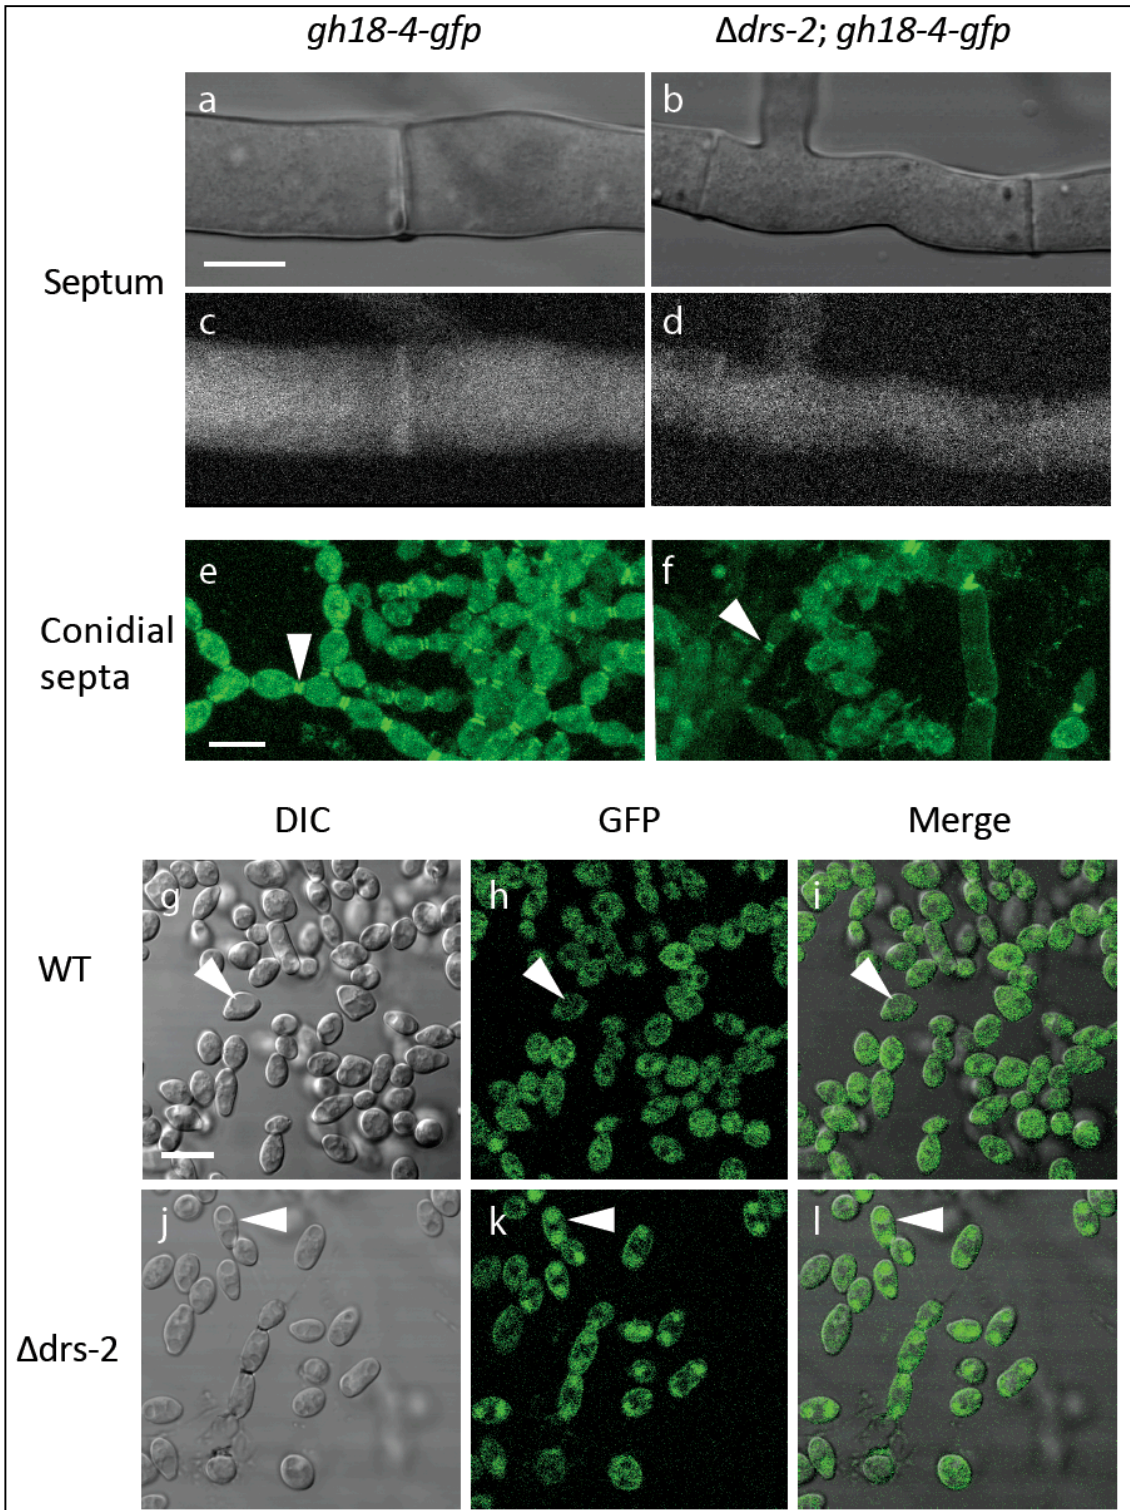 gh18-4-gfp
Δdrs-2; gh18-4-gfp
a
b
Septum
c
d
Conidial
septa
e
f
DIC
GFP
Merge
WT
g
h
i
Δdrs-2
j
k
l